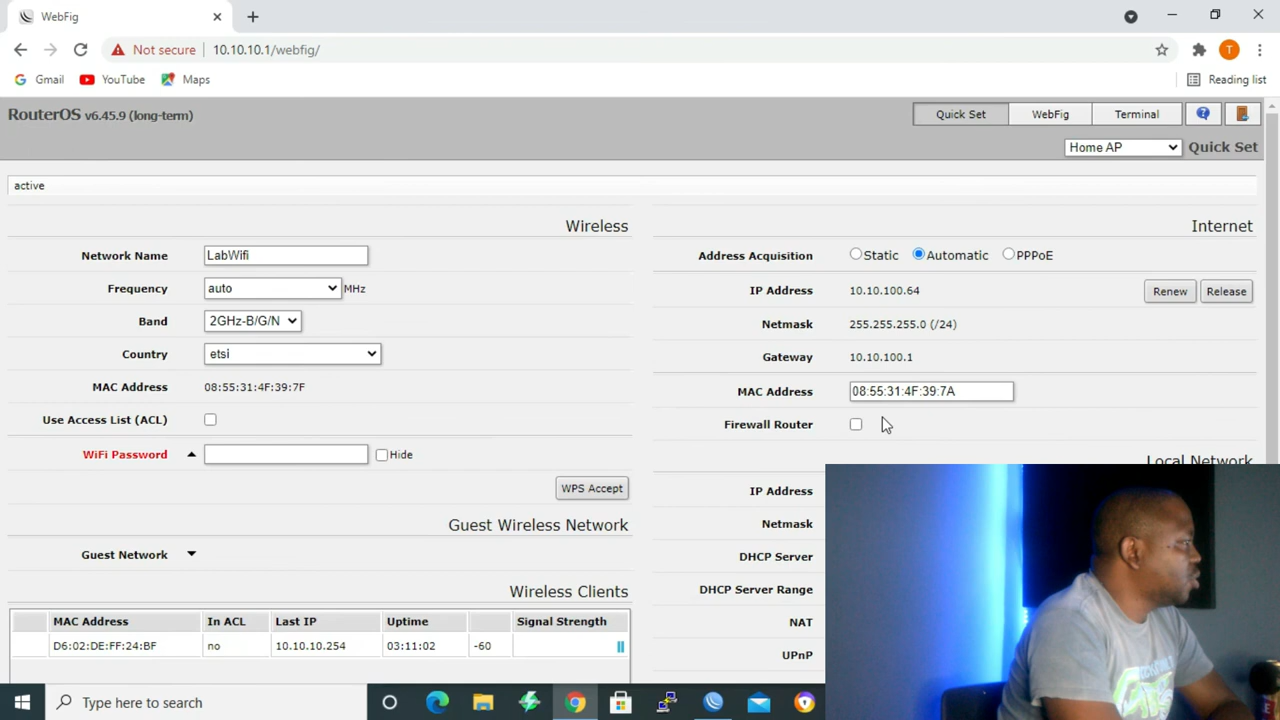 WebFig
Not secure 10.10.10.1/webfig/
T
Gmail YouTube Maps Reading list
RouterOS v6.45.9 (long-term)
Quick Set WebFig Terminal
Home AP Quick Set
active
Wireless
Network Name LabWifi
Frequency auto MHz
Band 2GHz-B/G/N
Country etsi
MAC Address 08:55:31:4F:39:7F
Use Access List (ACL)
WiFi Password Hide
WPS Accept
Guest Wireless Network
Guest Network
Wireless Clients
MAC Address In ACL Last IP Uptime Signal Strength
D6:02:DE:FF:24:BF no 10.10.10.254 03:11:02 -60
Internet
Address Acquisition Static Automatic PPPoE
IP Address 10.10.100.64 Renew Release
Netmask 255.255.255.0 (/24)
Gateway 10.10.100.1
MAC Address 08:55:31:4F:39:7A
Firewall Router
Local Network
IP Address
Netmask
DHCP Server
DHCP Server Range
NAT
UPnP
Type here to search